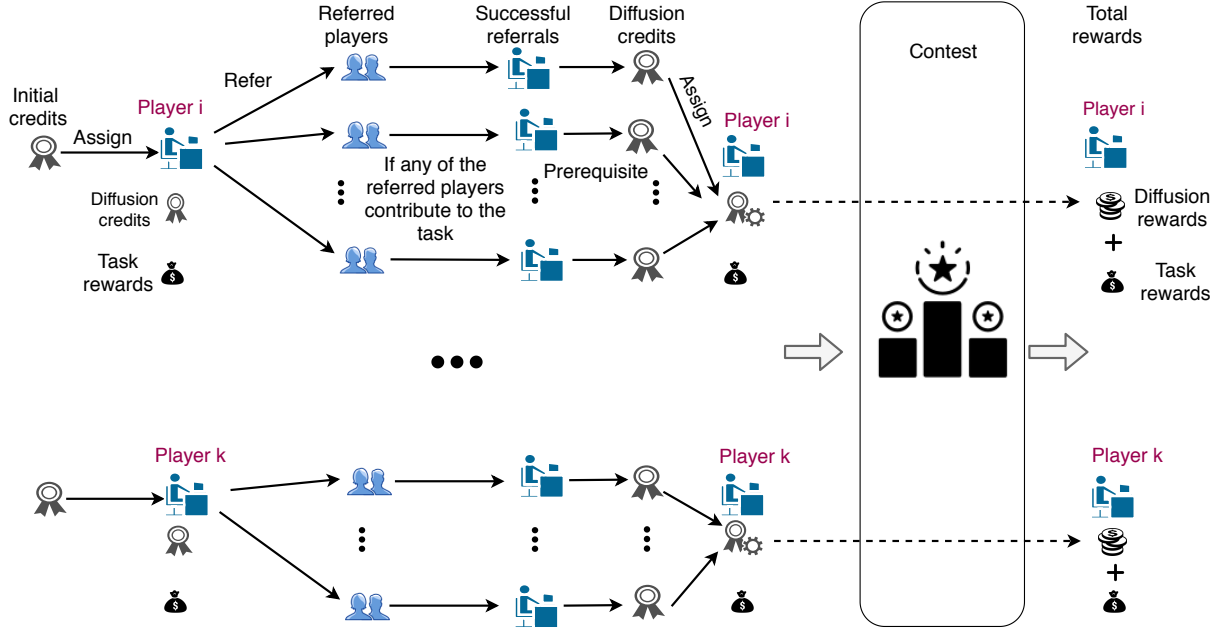 Referred
players
Successful
referrals
Diffusion
credits
Total
rewards
Contest
Refer
Initial
credits
Player i
Assign
Assign
Player i
Player i
If any of the
referred players
contribute to the
task
Prerequisite
Diffusion
credits
Diffusion
rewards
+
Task
rewards
Task
rewards
Player k
Player k
Player k
+